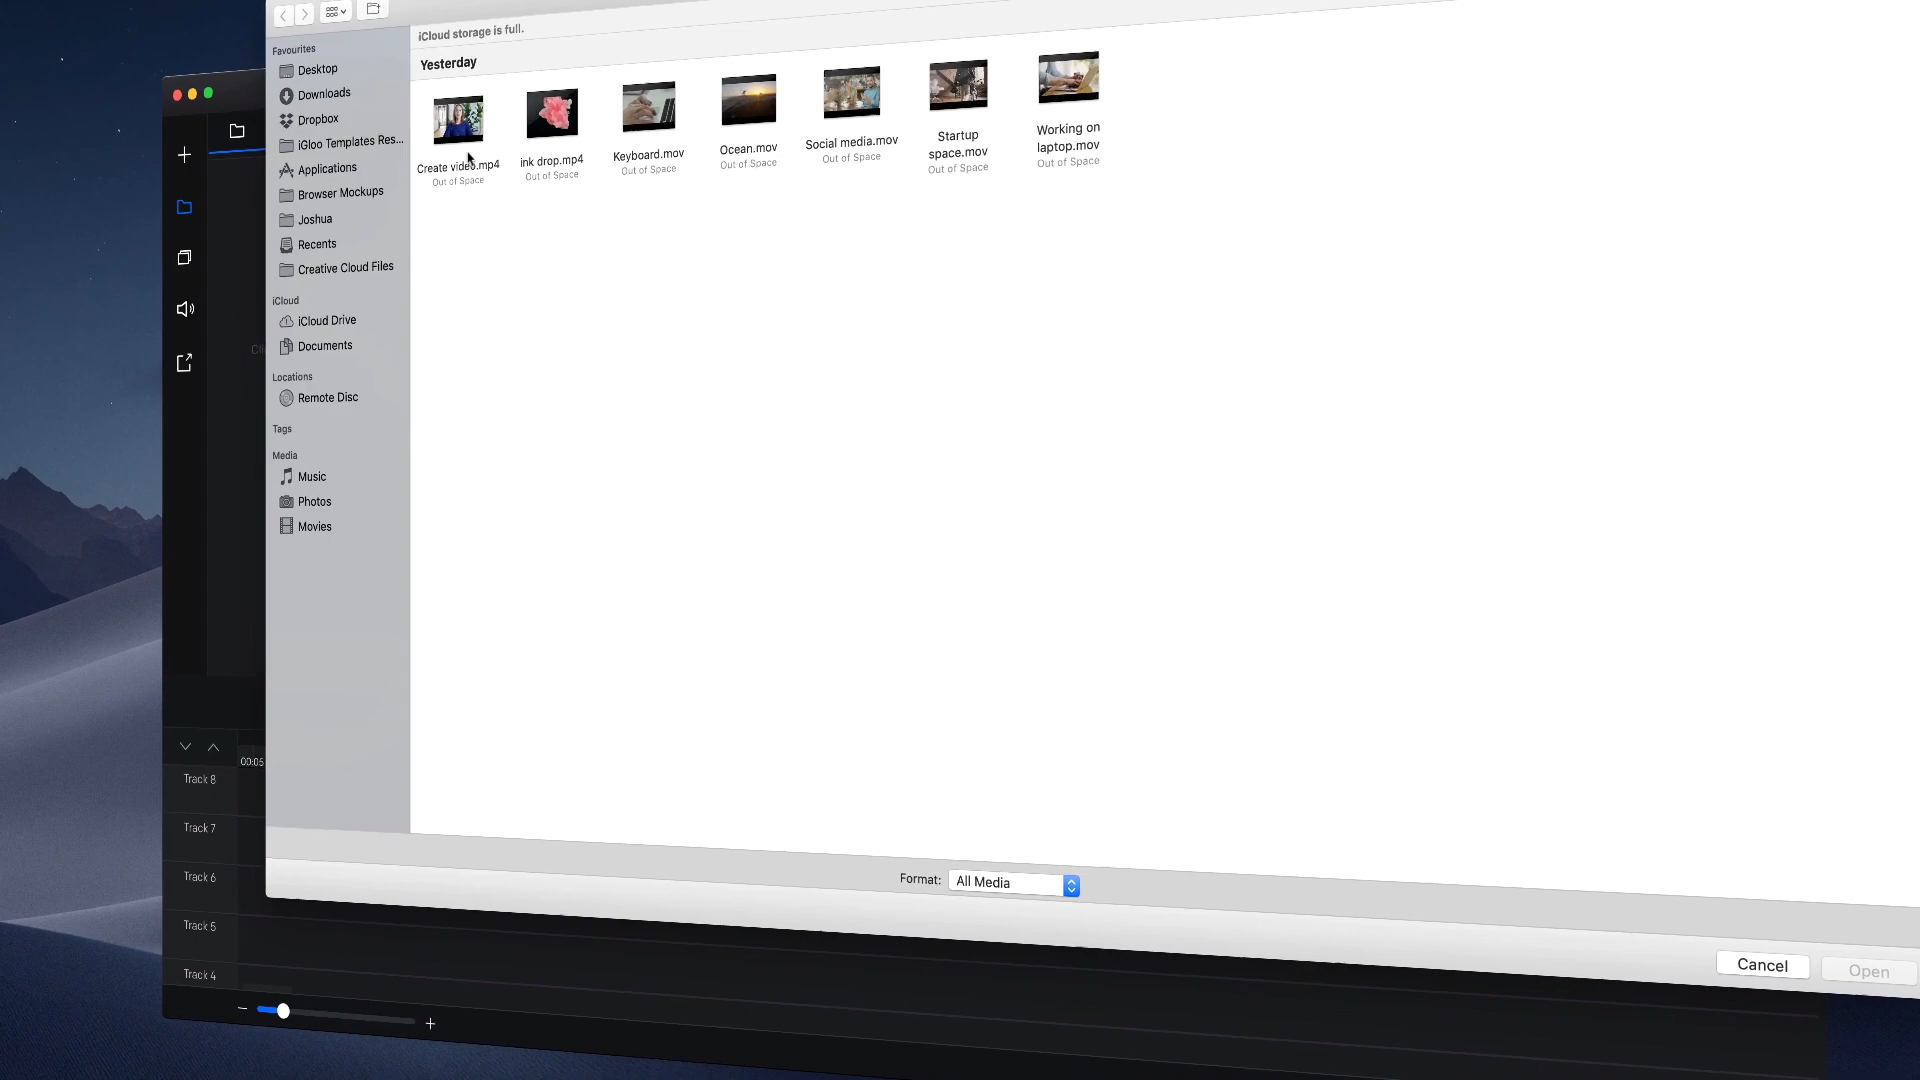 Favourites
Desktop
Downloads
Dropbox
iGloo Templates Res...
Applications
Browser Mockups
Joshua
Recents
Creative Cloud Files
iCloud
iCloud Drive
Documents
Locations
Remote Disc
Tags
Media
Music
Photos
Movies
iCloud storage is full.
Yesterday
Create video.mp4
Out of Space
ink drop.mp4
Out of Space
Keyboard.mov
Out of Space
Ocean.mov
Out of Space
Social media.mov
Out of Space
Startup
space.mov
Out of Space
Working on
laptop.mov
Out of Space
Format: All Media
Cancel
Open
00:05
Track 8
Track 7
Track 6
Track 5
Track 4